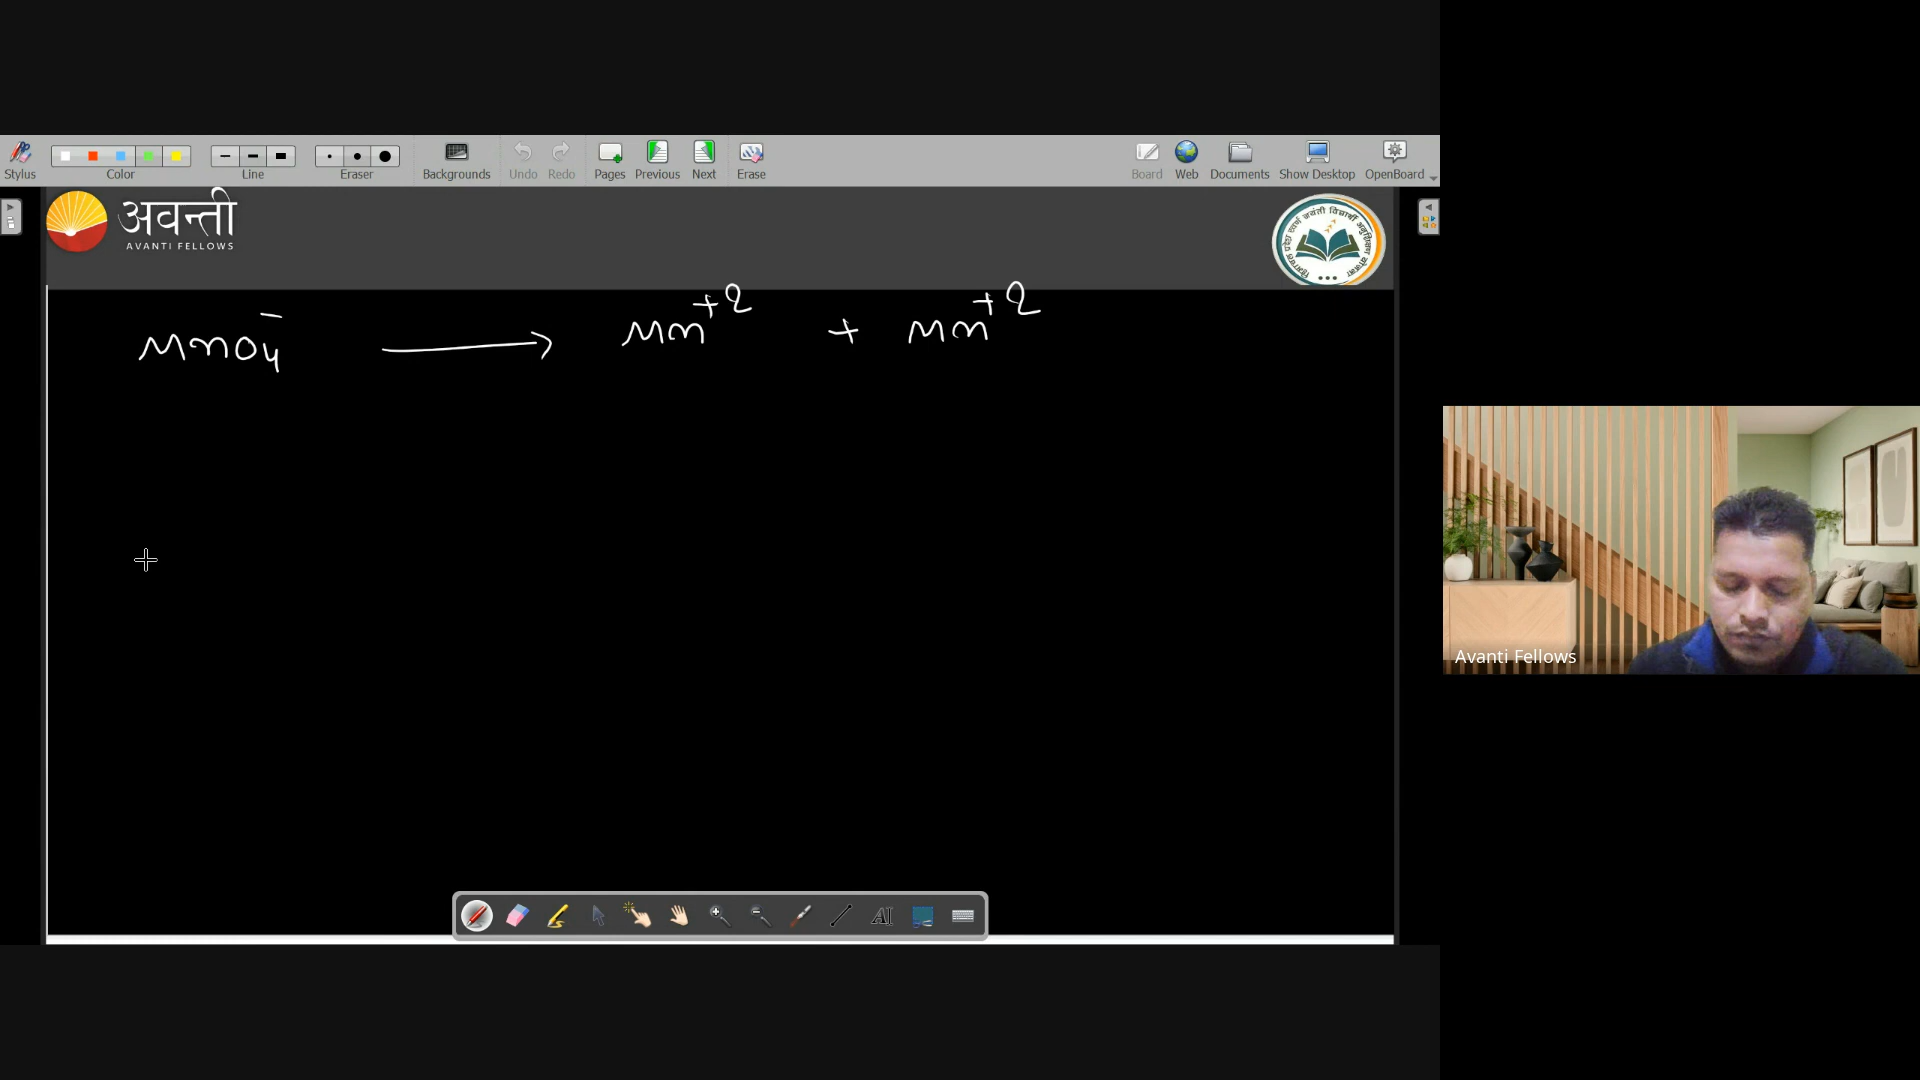 Stylus Color Line Eraser Backgrounds Undo Redo Pages Previous Next Erase Board Web Documents Show Desktop OpenBoard
अवन्ती
AVANTI FELLOWS
MnO₄⁻ ⟶ Mn⁺² + Mn⁺²
Avanti Fellows
AI